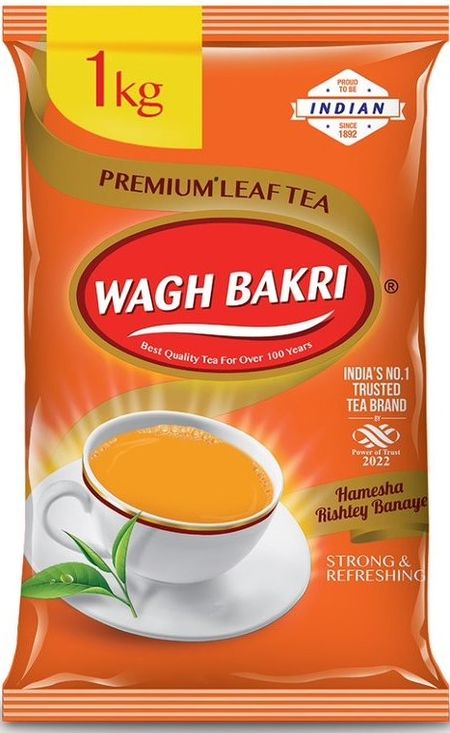 1kg
PROUD
TO BE
INDIAN
SINCE
1892
PREMIUM LEAF TEA
WAGH BAKRI
®
Best Quality Tea For Over 100 Years
INDIA'S NO.1
TRUSTED
TEA BRAND
BY
Power of Trust
2022
Hamesha
Rishtey Banaye
STRONG &
REFRESHING